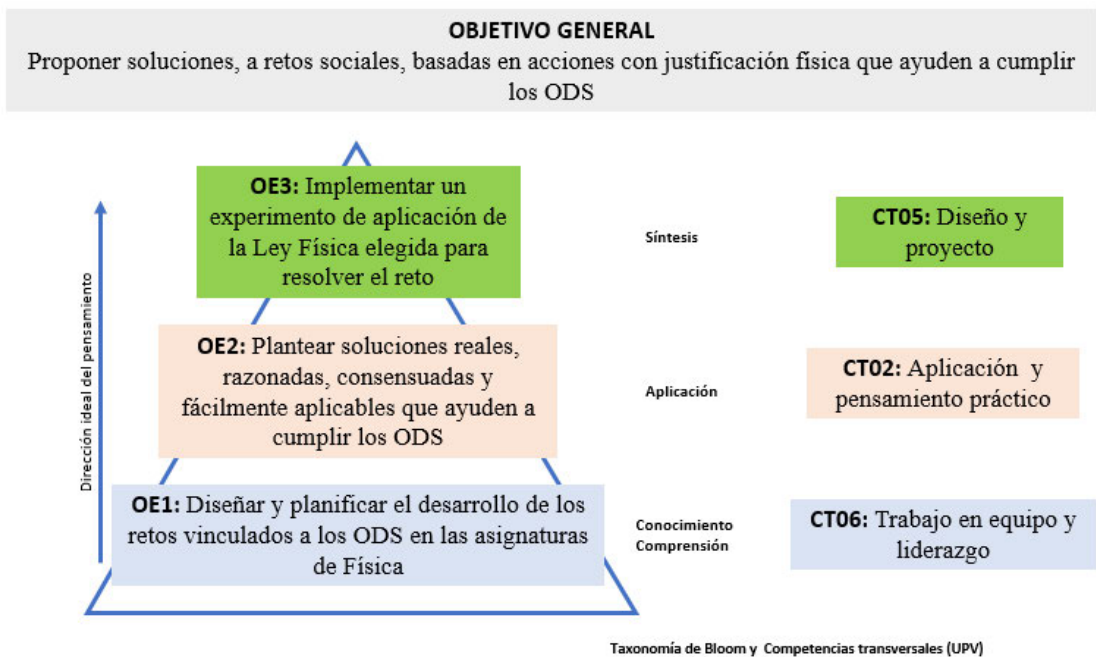 OBJETIVO GENERAL
Proponer soluciones, a retos sociales, basadas en acciones con justificación física que ayuden a cumplir
los ODS
Dirección ideal del pensamiento
OE3: Implementar un
experimento de aplicación de
la Ley Física elegida para
resolver el reto
Síntesis
CT05: Diseño y
proyecto
OE2: Plantear soluciones reales,
razonadas, consensuadas y
fácilmente aplicables que ayuden a
cumplir los ODS
Aplicación
CT02: Aplicación y
pensamiento práctico
OE1: Diseñar y planificar el desarrollo de los
retos vinculados a los ODS en las asignaturas
de Física
Conocimiento
Comprensión
CT06: Trabajo en equipo y
liderazgo
Taxonomía de Bloom y Competencias transversales (UPV)